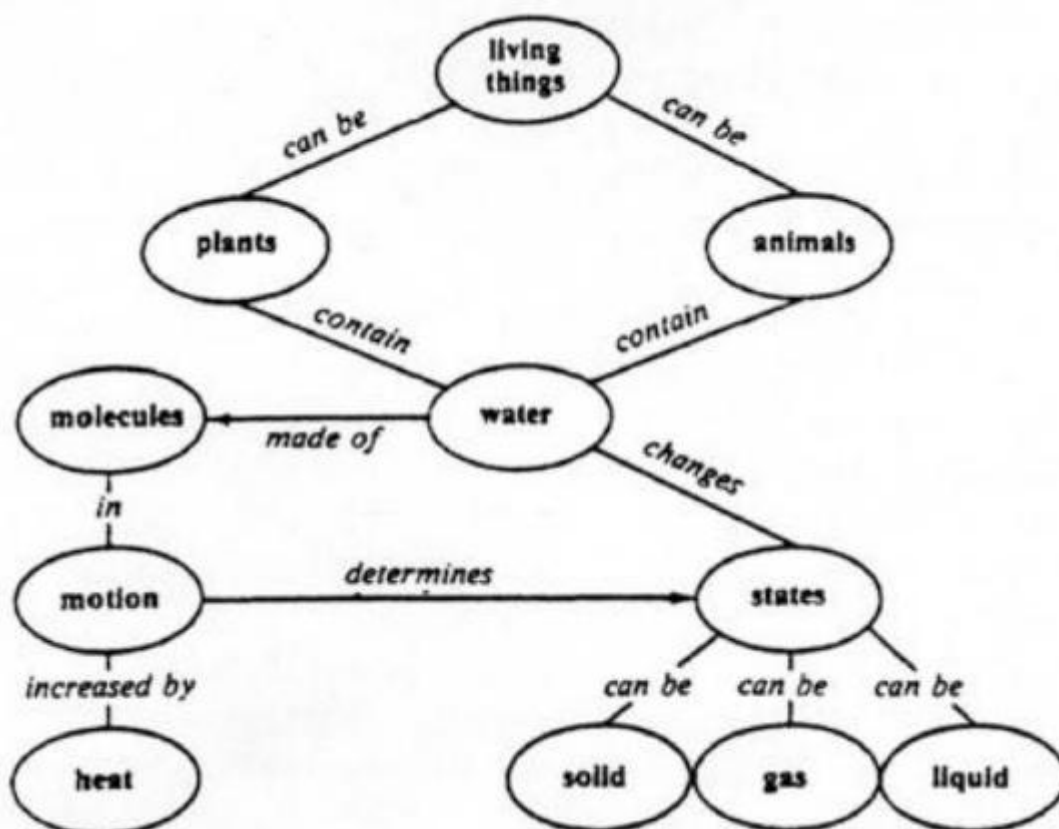 living
things
can be
can be
plants
animals
contain
contain
molecules
water
made of
changes
in
motion
determines
states
increased by
can be
can be
can be
heat
solid
gas
liquid